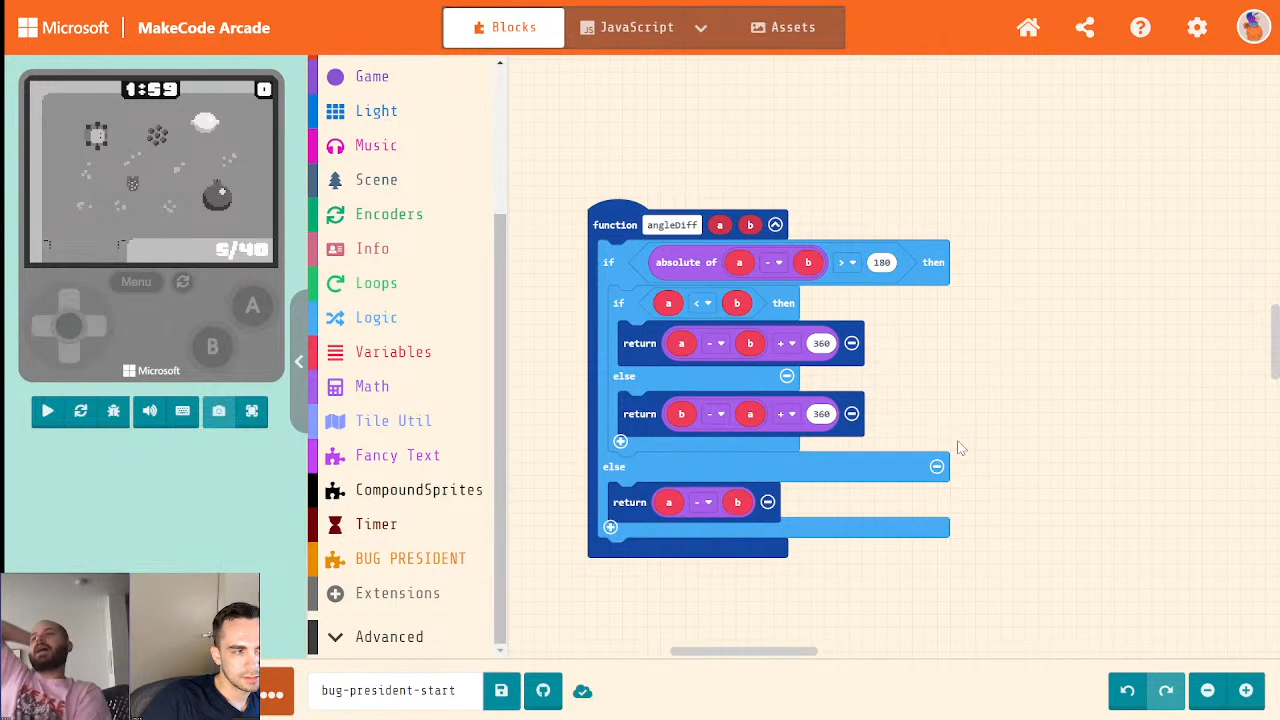 Microsoft MakeCode Arcade Blocks JavaScript Assets
1:59 0
5/40
Menu
A
B
Microsoft
Game
Light
Music
Scene
Encoders
Info
Loops
Logic
Variables
Math
Tile Util
Fancy Text
CompoundSprites
Timer
BUG PRESIDENT
Extensions
Advanced
function angleDiff a b
if absolute of a - b > 180 then
if a < b then
return a - b + 360
else
return b - a + 360
else
return a - b
bug-president-start